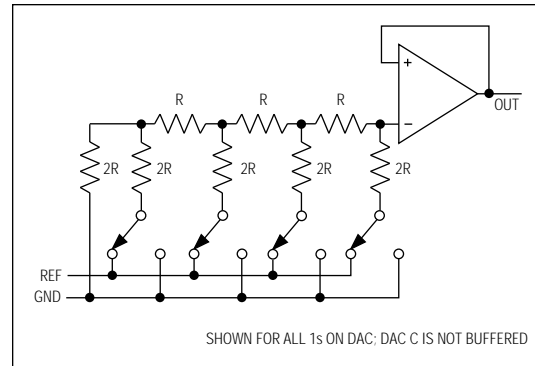 R R R
+
−
OUT
2R 2R 2R 2R 2R
REF
GND
SHOWN FOR ALL 1s ON DAC; DAC C IS NOT BUFFERED